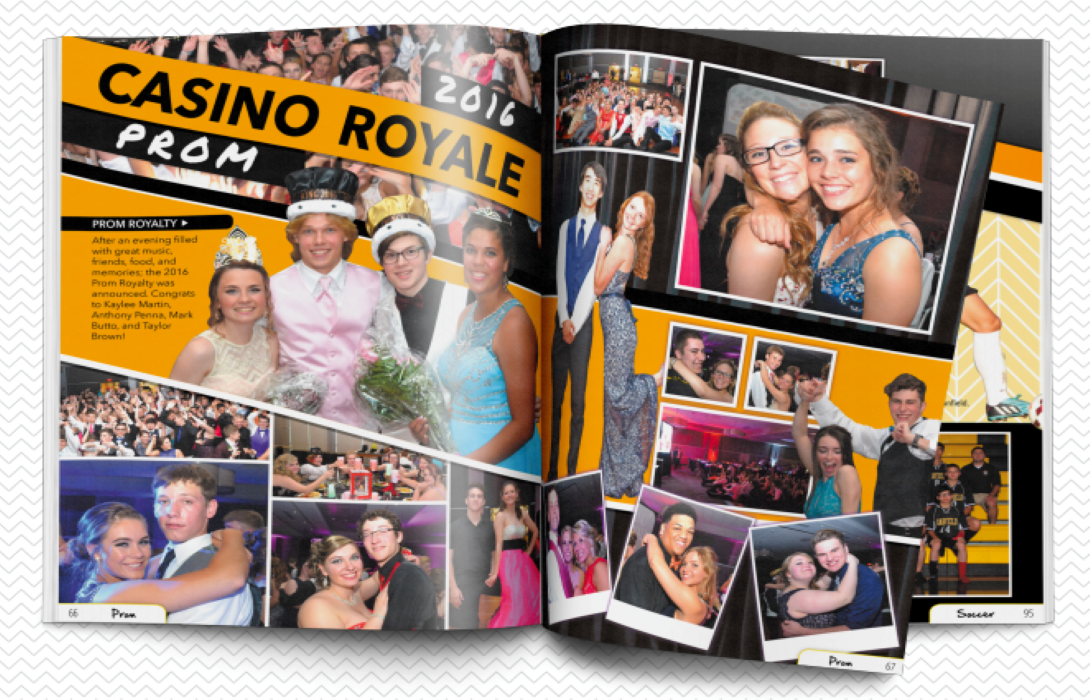 2016
CASINO ROYALE
PROM
PROM ROYALTY ▸
After an evening filled
with great music,
friends, food, and
memories; the 2016
Prom Royalty was
announced. Congrats
to Kaylee Martin,
Anthony Penna, Mark
Butto, and Taylor
Brown!
66 Prom
Prom 67
Soccer 95